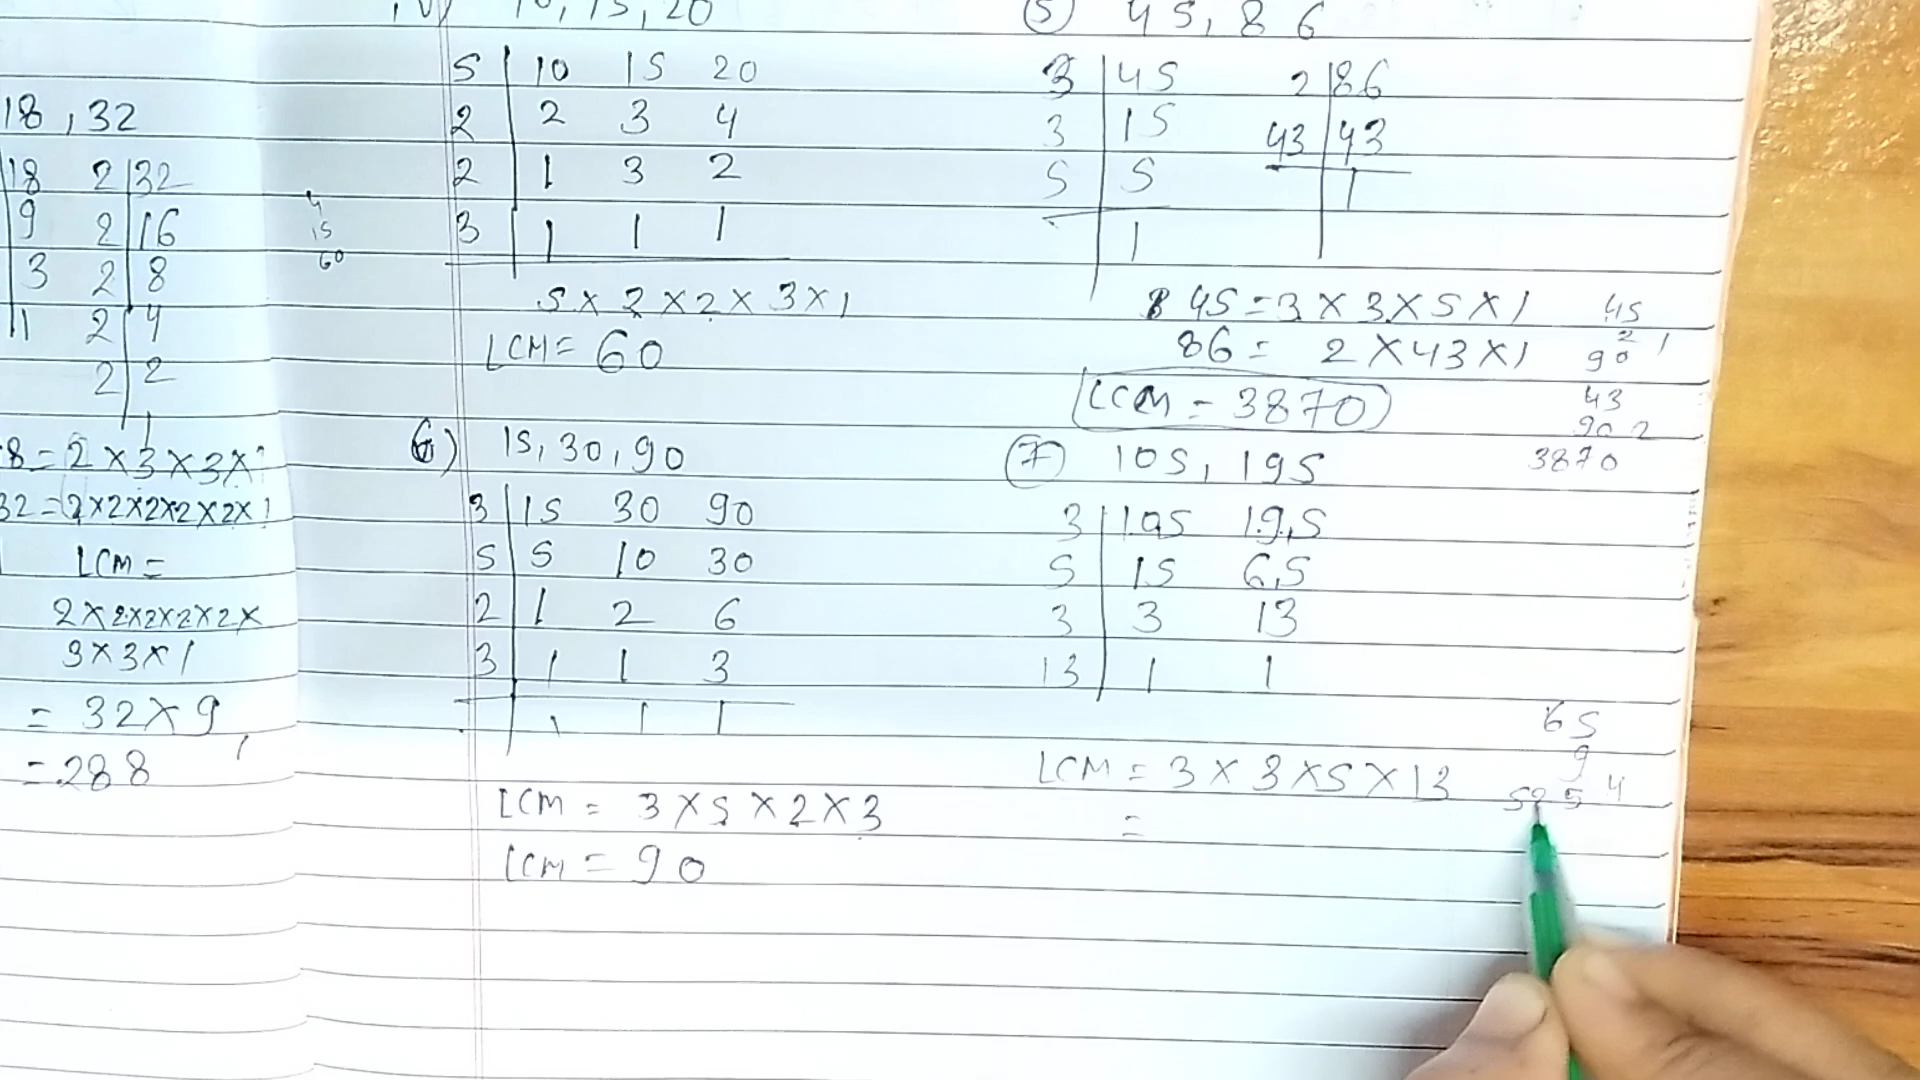 18, 32
18 2 32
9 2 16
3 2 8
1 2 4
2 2
1
8 = 2 × 3 × 3 × 1
32 = 2×2×2×2×2×1
LCM =
2×2×2×2×2×
3×3×1
= 32 × 9
= 288
10, 15, 20
5 10 15 20
2 2 3 4
2 1 3 2
3 1 1 1
4
15
60
5 × 2 × 2 × 3 × 1
LCM = 60
5 45, 86
3 45 2 86
3 15 43 43
5 5 1
1
45 = 3 × 3 × 5 × 1
86 = 2 × 43 × 1
LCM = 3870
45
2 1
90
43
90 2
3870
6) 15, 30, 90
3 15 30 90
5 5 10 30
2 1 2 6
3 1 1 3
1 1 1
LCM = 3 × 5 × 2 × 3
LCM = 90
7 105, 195
3 105 195
5 15 65
3 3 13
13 1 1
LCM = 3 × 3 × 5 × 13
=
65
9
585 4